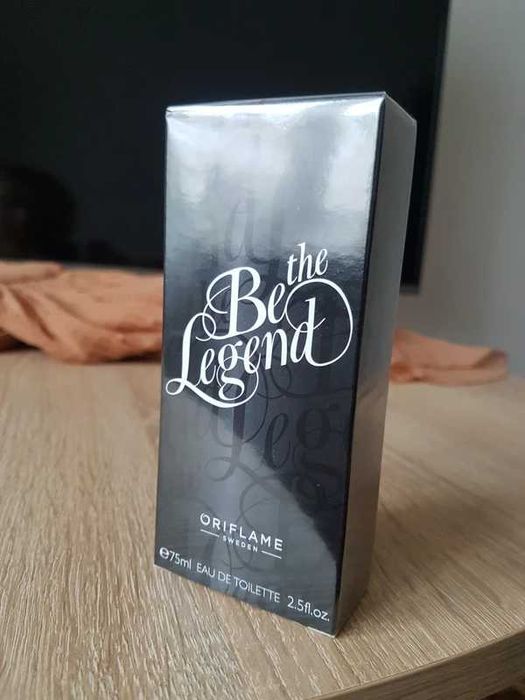 Be the
Legend
ORIFLAME
SWEDEN
℮75ml EAU DE TOILETTE 2.5fl.oz.